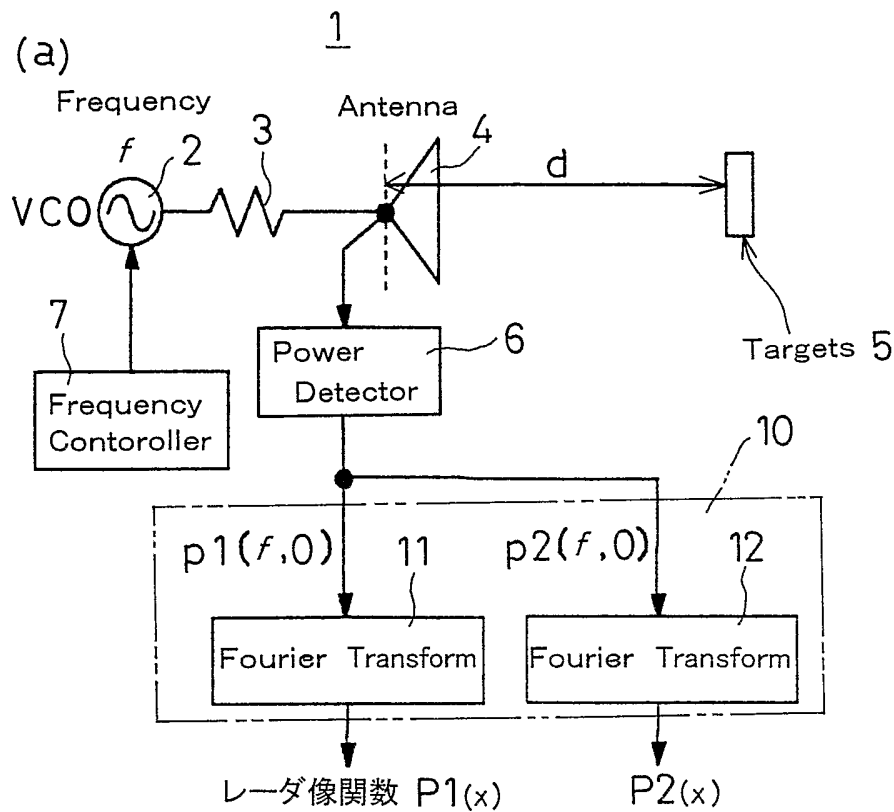 1
(a)
Frequency
f
2
3
Antenna
4
d
VCO
7
Frequency
Contoroller
Power
Detector
6
Targets 5
10
p1(f,0)
11
p2(f,0)
12
Fourier Transform
Fourier Transform
レーダ像関数 P1(x)
P2(x)